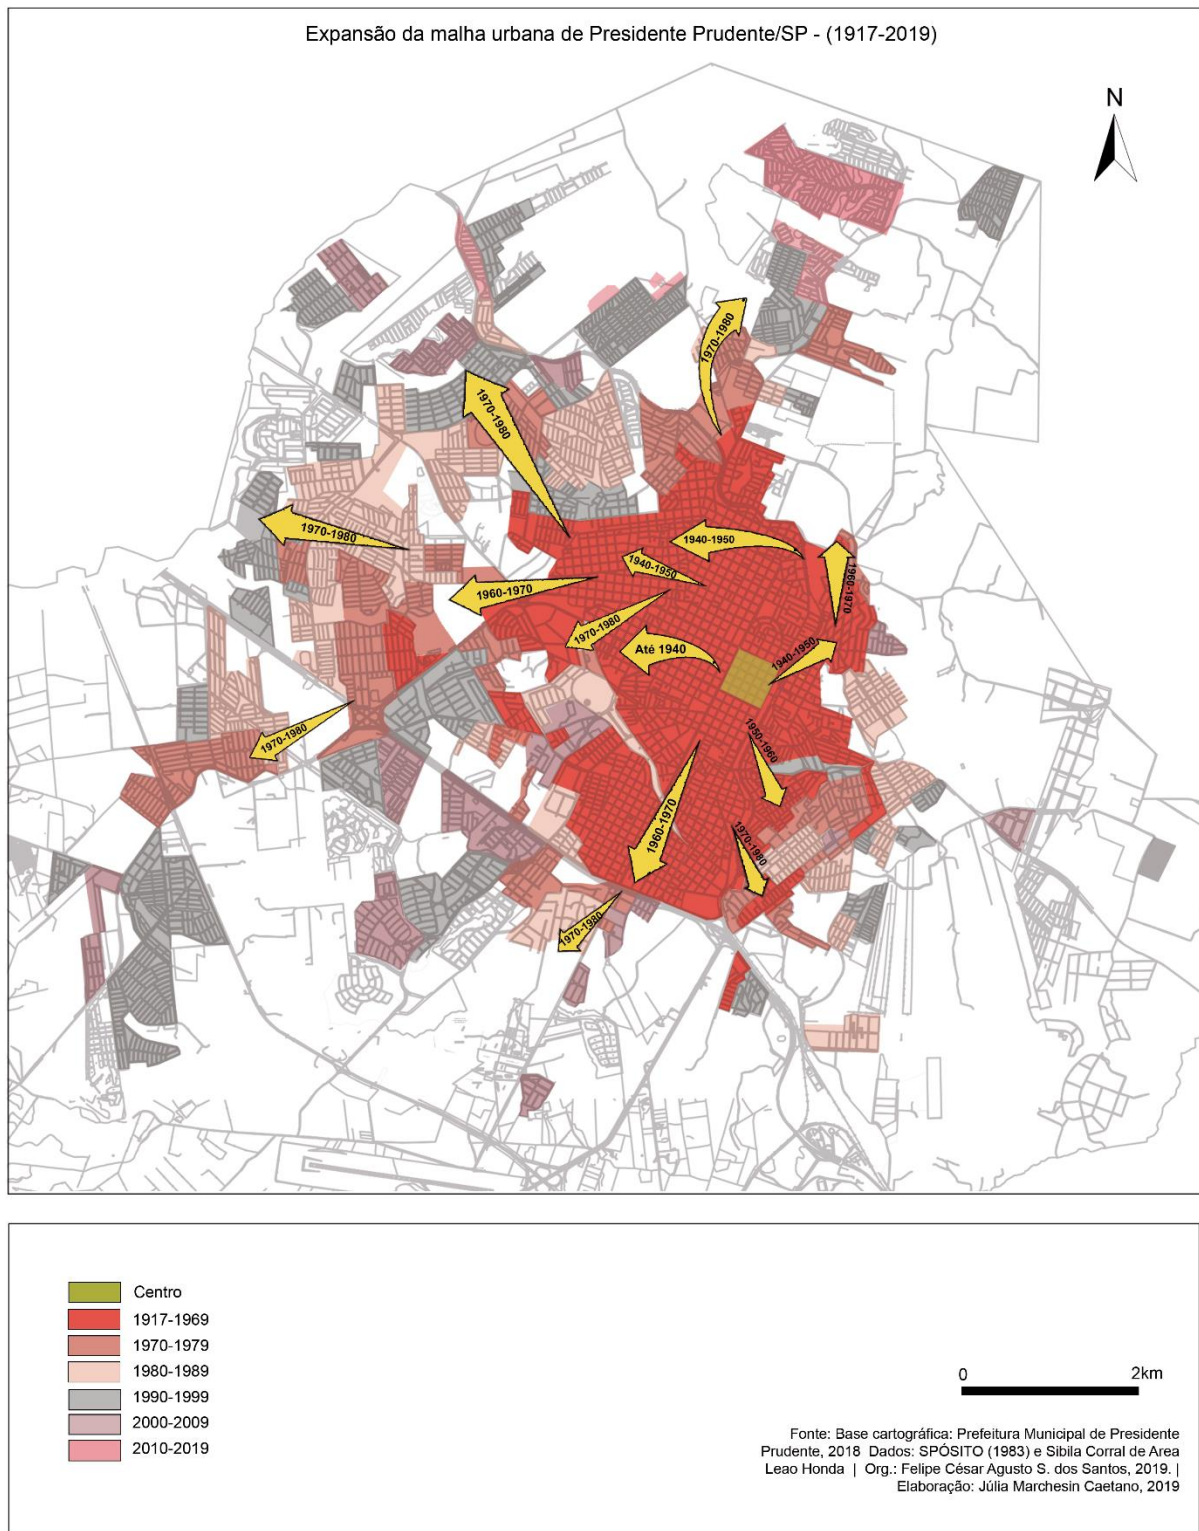 Expansão da malha urbana de Presidente Prudente/SP - (1917-2019)
N
1970-1980
1970-1980
1940-1950
1970-1980
1940-1950
1960-1970
1960-1970
1970-1980
Até 1940
1940-1950
1970-1980
1950-1960
1960-1970
1970-1980
1970-1980
Centro
1917-1969
1970-1979
1980-1989
1990-1999
2000-2009
2010-2019
0 2km
Fonte: Base cartográfica: Prefeitura Municipal de Presidente
Prudente, 2018 Dados: SPÓSITO (1983) e Sibila Corral de Area
Leao Honda | Org.: Felipe César Agusto S. dos Santos, 2019. |
Elaboração: Júlia Marchesin Caetano, 2019